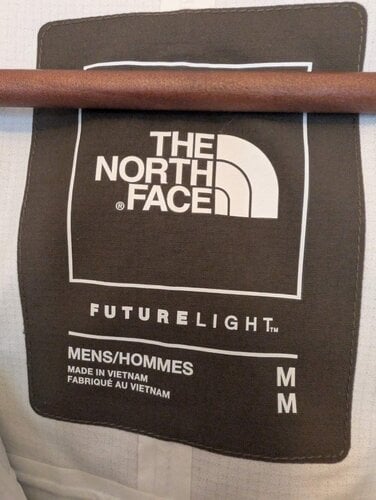 THE
NORTH
® FACE
FUTURELIGHT™
MENS/HOMMES M
MADE IN VIETNAM
FABRIQUÉ AU VIETNAM M